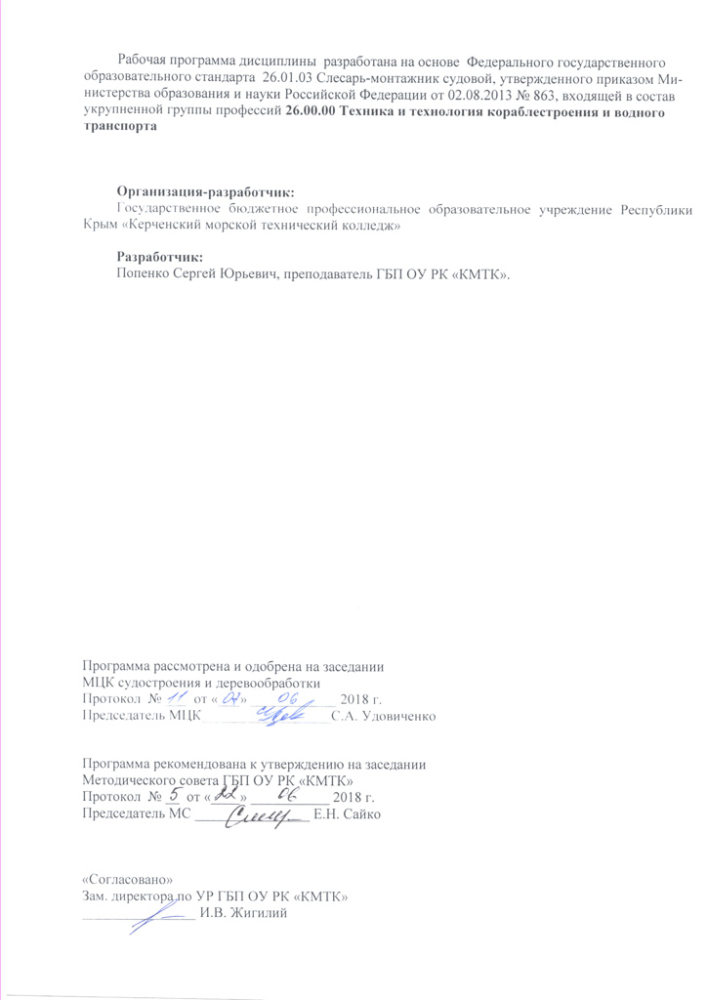 Рабочая программа дисциплины разработана на основе Федерального государственного
образовательного стандарта 26.01.03 Слесарь-монтажник судовой, утвержденного приказом Ми-
нистерства образования и науки Российской Федерации от 02.08.2013 № 863, входящей в состав
укрупненной группы профессий 26.00.00 Техника и технология кораблестроения и водного
транспорта
Организация-разработчик:
Государственное бюджетное профессиональное образовательное учреждение Республики
Крым «Керченский морской технический колледж»
Разработчик:
Попенко Сергей Юрьевич, преподаватель ГБП ОУ РК «КМТК».
Программа рассмотрена и одобрена на заседании
МЦК судостроения и деревообработки
Протокол № 11 от « 07 » 06 2018 г.
Председатель МЦК С.А. Удовиченко
Программа рекомендована к утверждению на заседании
Методического совета ГБП ОУ РК «КМТК»
Протокол № 5 от « 22 » 06 2018 г.
Председатель МС Е.Н. Сайко
«Согласовано»
Зам. директора по УР ГБП ОУ РК «КМТК»
И.В. Жигилий